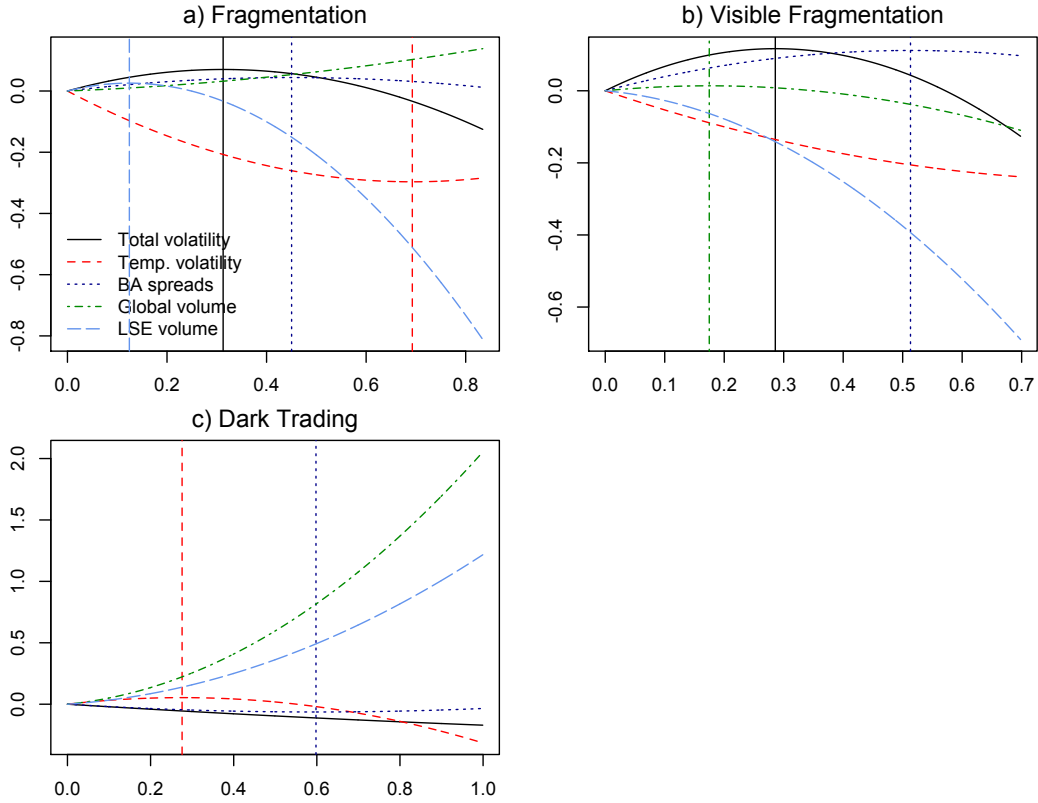 a) Fragmentation
0.0
-0.2
-0.4
-0.6
-0.8
Total volatility
Temp. volatility
BA spreads
Global volume
LSE volume
0.0 0.2 0.4 0.6 0.8
b) Visible Fragmentation
0.0
-0.2
-0.4
-0.6
0.0 0.1 0.2 0.3 0.4 0.5 0.6 0.7
c) Dark Trading
2.0
1.5
1.0
0.5
0.0
0.0 0.2 0.4 0.6 0.8 1.0